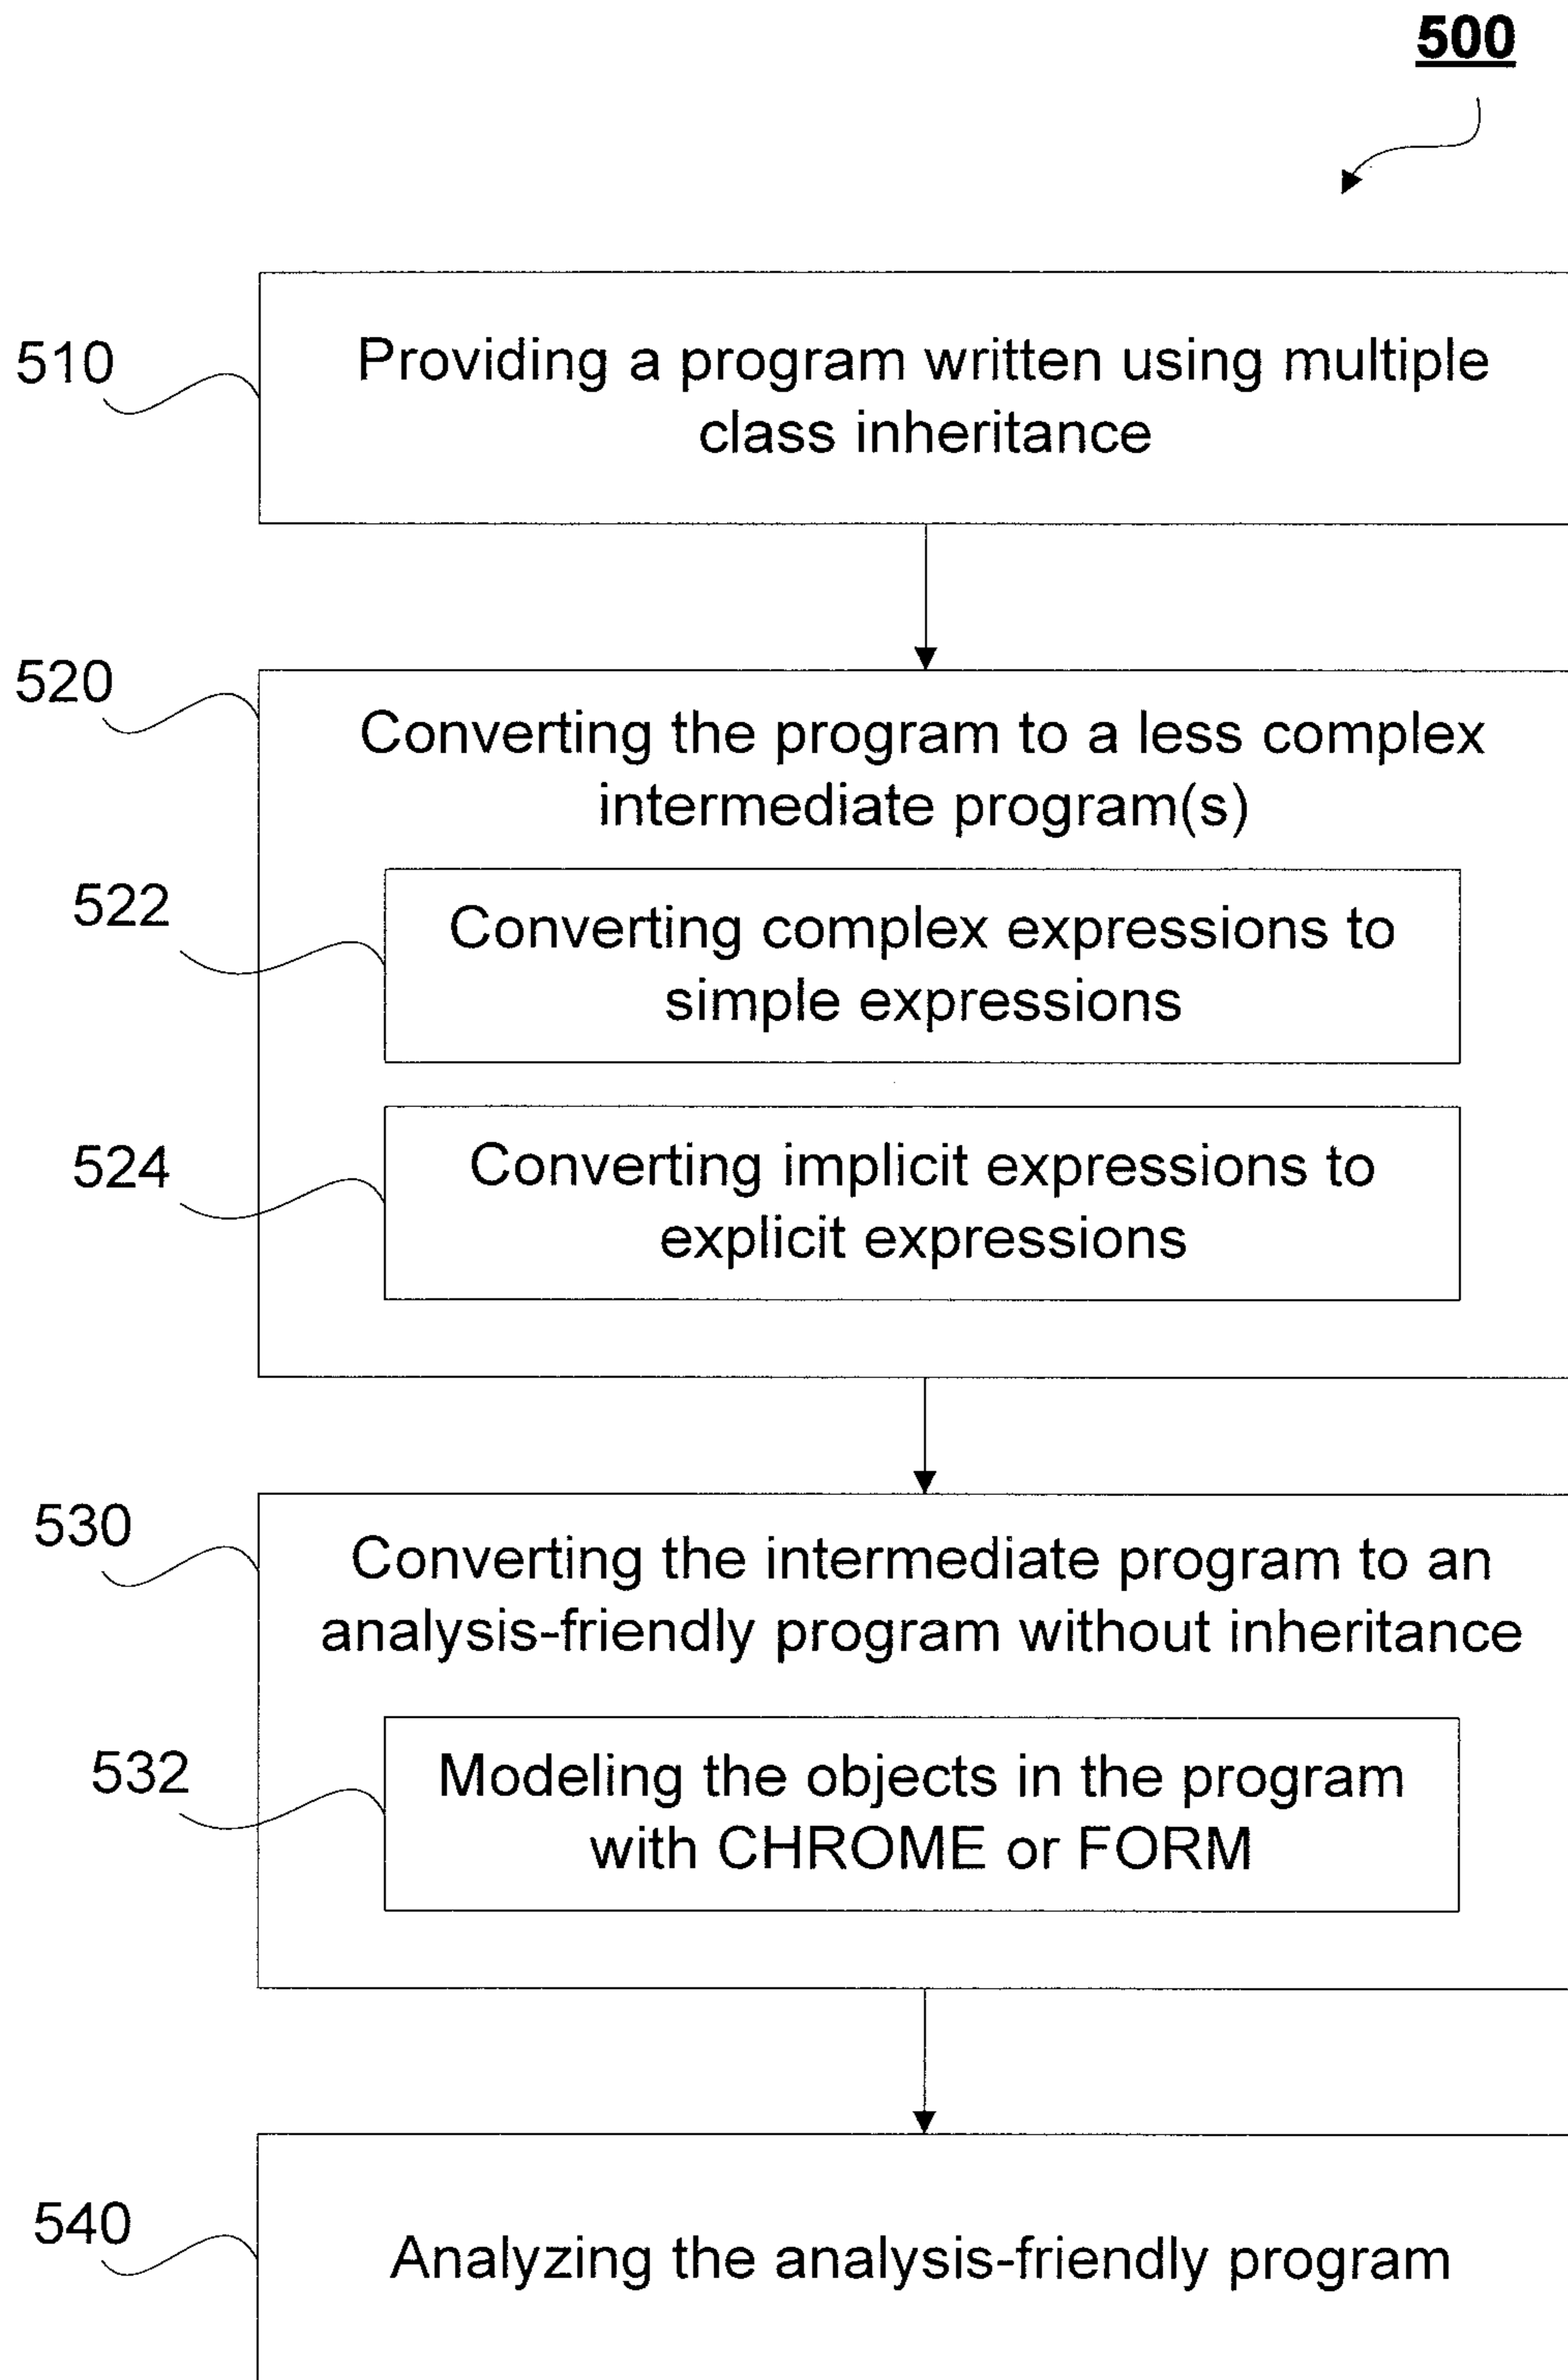 500
510
Providing a program written using multiple
class inheritance
520
Converting the program to a less complex
intermediate program(s)
522
Converting complex expressions to
simple expressions
524
Converting implicit expressions to
explicit expressions
530
Converting the intermediate program to an
analysis-friendly program without inheritance
532
Modeling the objects in the program
with CHROME or FORM
540
Analyzing the analysis-friendly program